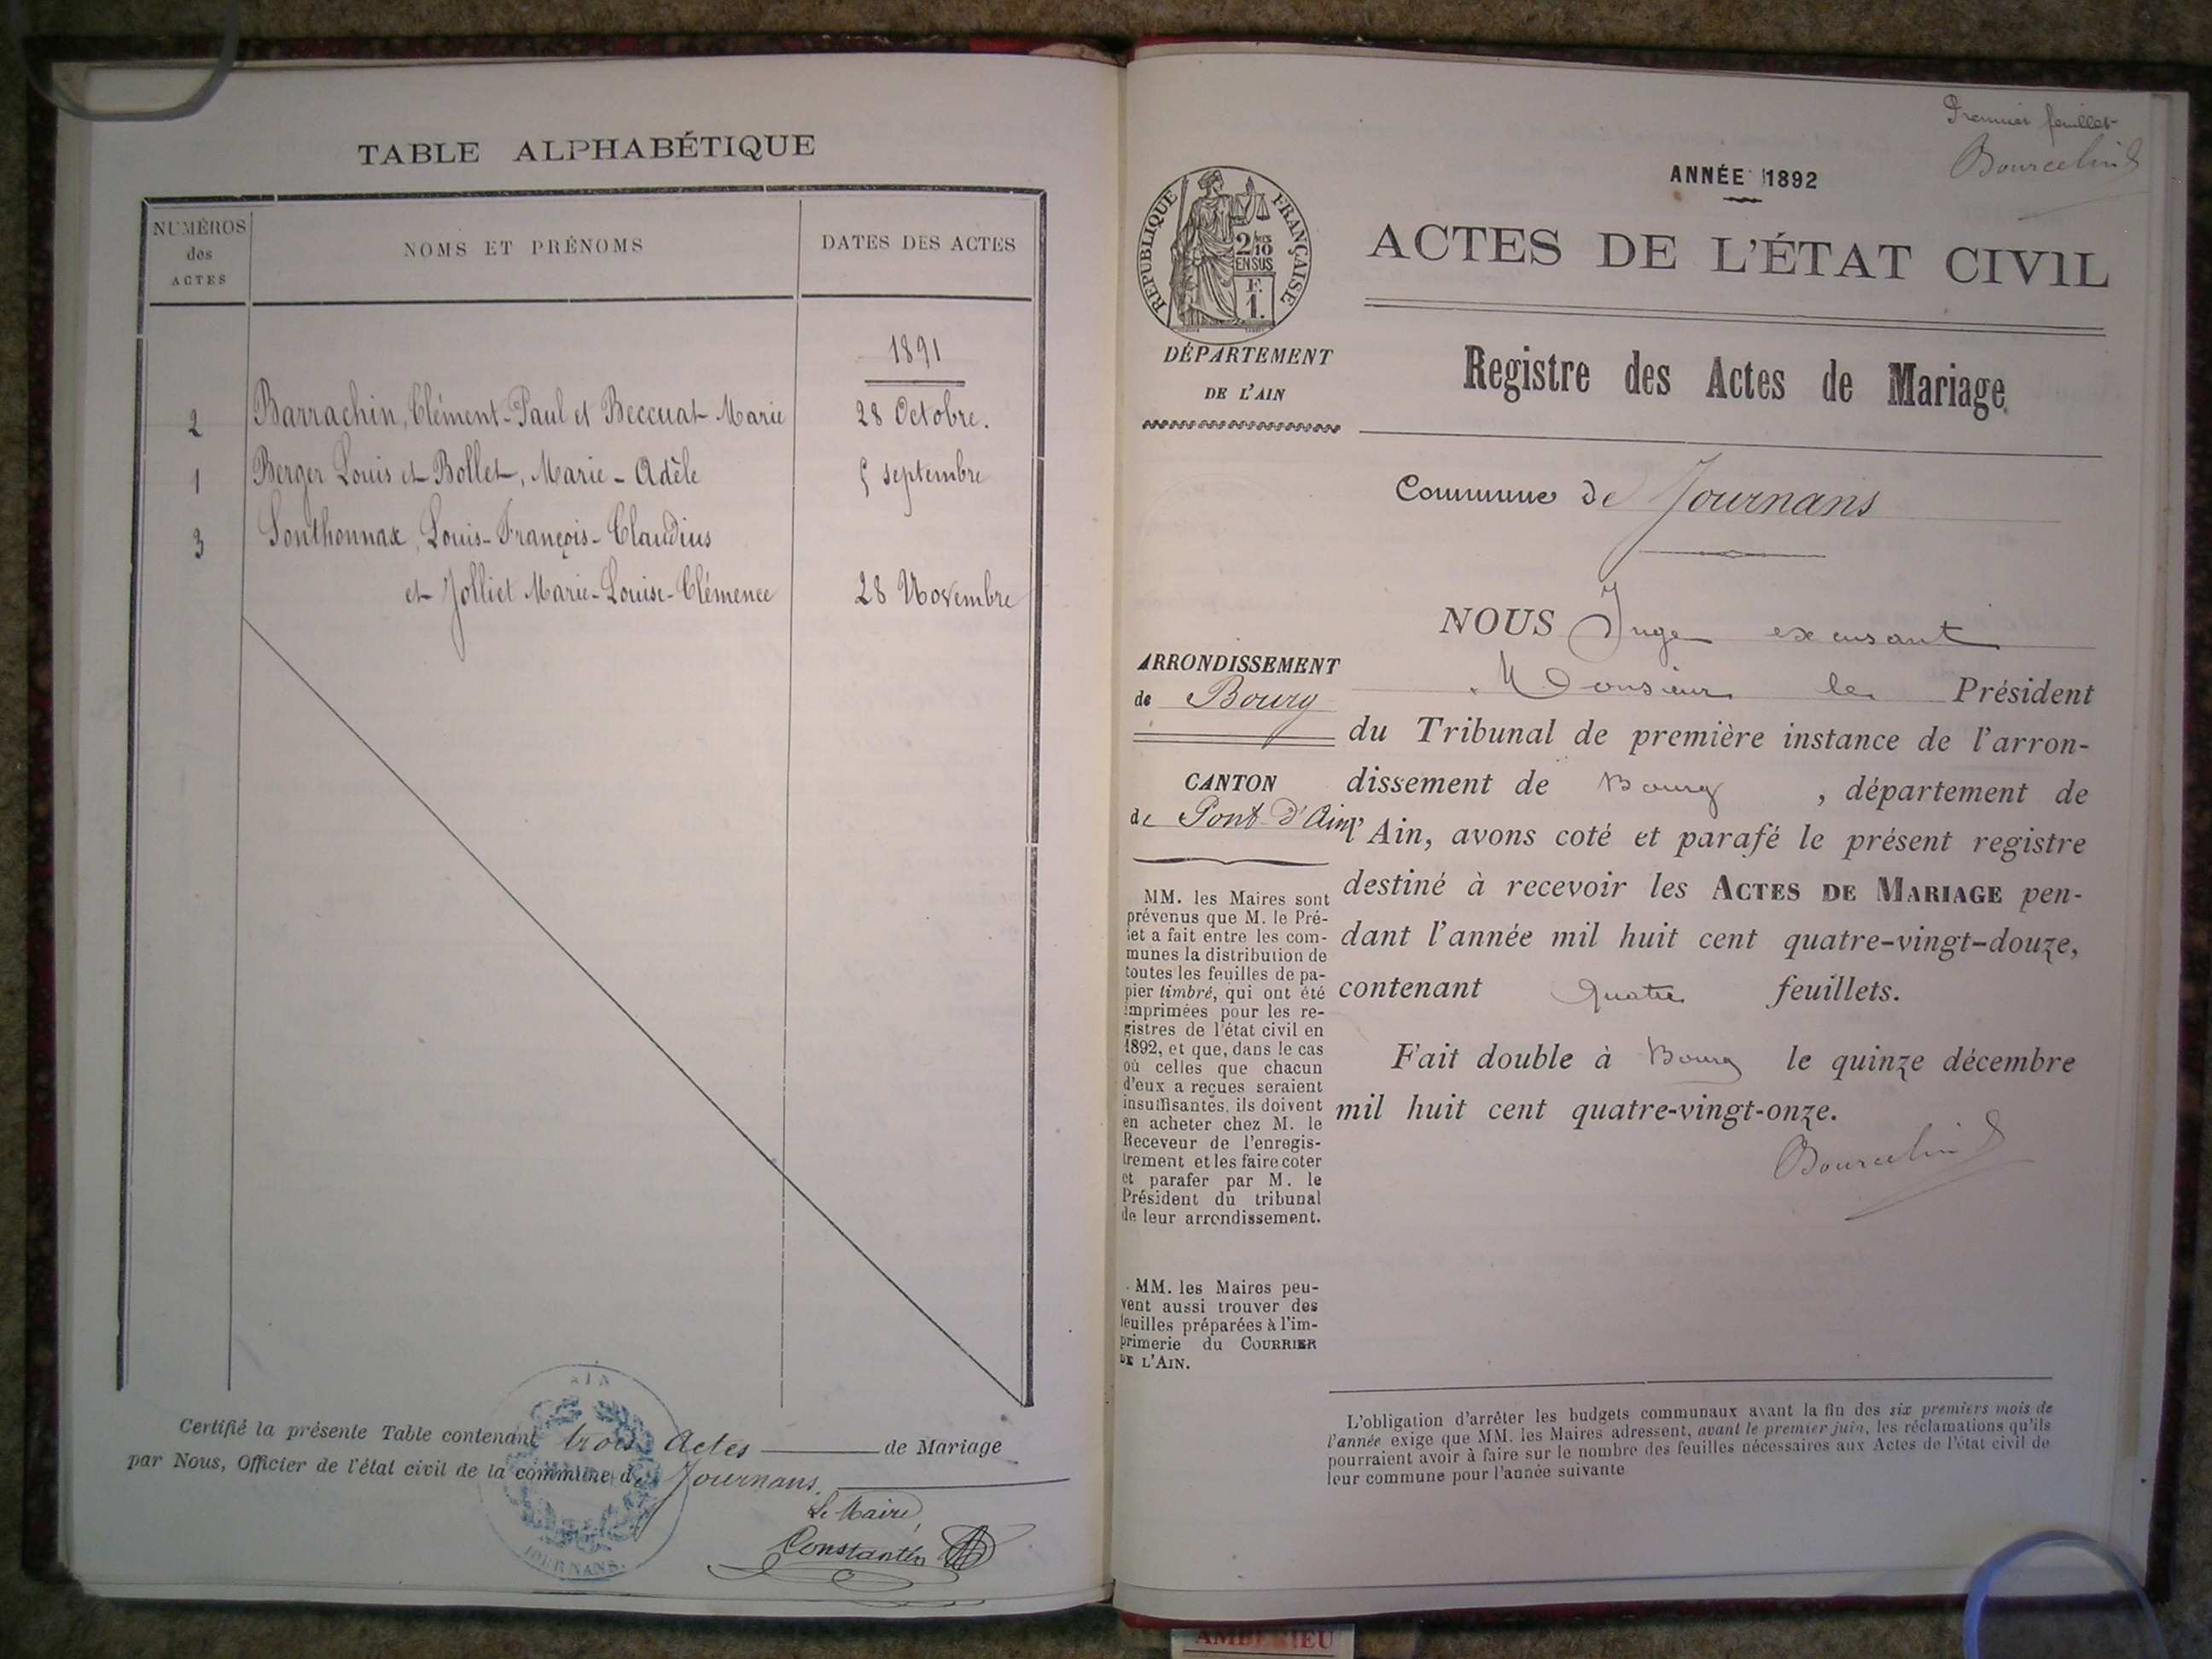 TABLE ALPHABÉTIQUE
NUMÉROS
des
ACTES
NOMS ET PRÉNOMS
DATES DES ACTES
1891
2 Barrachin, Clément-Paul et Beccuat Marie 28 Octobre.
1 Berger Louis et Bollet, Marie-Adèle 5 septembre
3 Sonthonnax, Louis-François-Claudius
et Jolliet Marie-Louise-Clémence 28 Novembre
Certifié la présente Table contenant trois Actes de Mariage
par Nous, Officier de l'état civil de la commune de Journans.
Le Maire,
Constantin
AIN
JOURNANS.
Premier feuillet
ANNÉE 1892
RÉPUBLIQUE FRANÇAISE
2/10
EN SUS
F.
1.
ACTES DE L'ÉTAT CIVIL
DÉPARTEMENT
DE L'AIN
Registre des Actes de Mariage
Commune de Journans
NOUS Juge excusant
Monsieur le Président
du Tribunal de première instance de l'arron-
dissement de Bourg, département de
l'Ain, avons coté et parafé le présent registre
destiné à recevoir les ACTES DE MARIAGE pen-
dant l'année mil huit cent quatre-vingt-douze,
contenant quatre feuillets.
Fait double à Bourg le quinze décembre
mil huit cent quatre-vingt-onze.
ARRONDISSEMENT
de Bourg
CANTON
de Pont-d'Ain
MM. les Maires sont
prévenus que M. le Pré-
fet a fait entre les com-
munes la distribution de
toutes les feuilles de pa-
pier timbré, qui ont été
imprimées pour les re-
gistres de l'état civil en
1892, et que, dans le cas
où celles que chacun
d'eux a reçues seraient
insuffisantes, ils doivent
en acheter chez M. le
Receveur de l'enregis-
trement et les faire coter
et parafer par M. le
Président du tribunal
de leur arrondissement.
MM. les Maires peu-
vent aussi trouver des
feuilles préparées à l'im-
primerie du COURRIER
DE L'AIN.
L'obligation d'arrêter les budgets communaux avant la fin des six premiers mois de
l'année exige que MM. les Maires adressent, avant le premier juin, les réclamations qu'ils
pourraient avoir à faire sur le nombre des feuilles nécessaires aux Actes de l'état civil de
leur commune pour l'année suivante